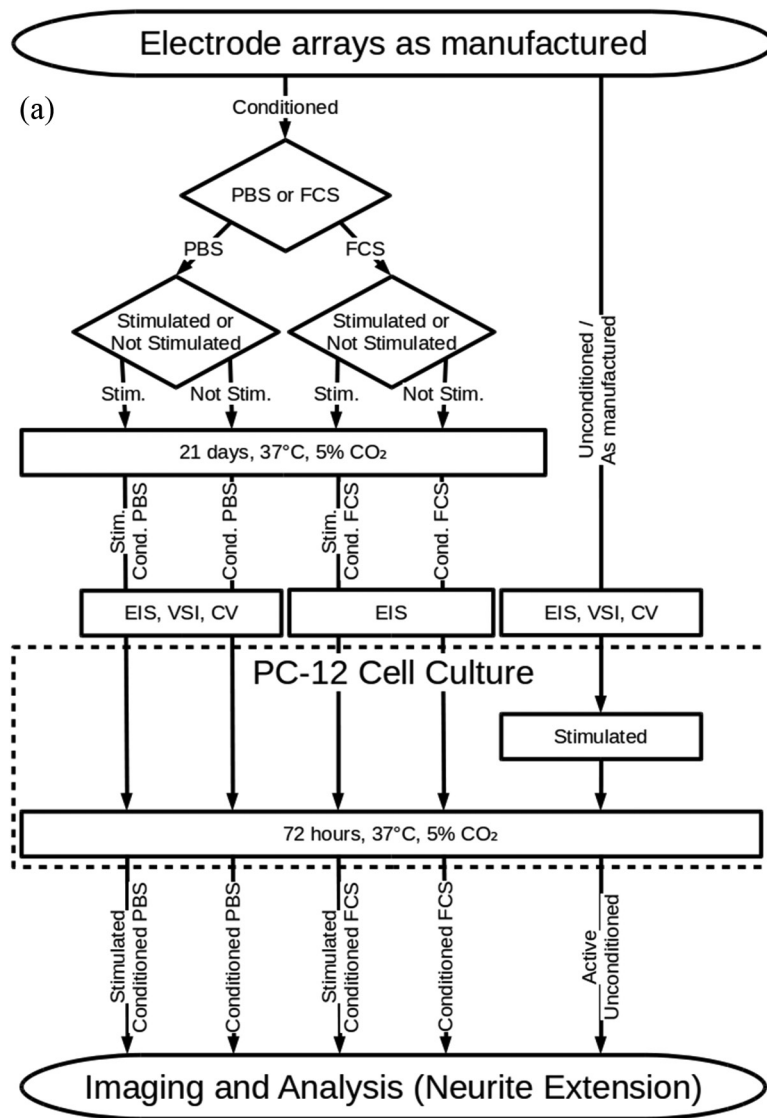 Electrode arrays as manufactured
(a)
Conditioned
PBS or FCS
PBS
FCS
Stimulated or
Not Stimulated
Stimulated or
Not Stimulated
Stim.
Not Stim.
Stim.
Not Stim.
Unconditioned /
As manufactured
21 days, 37°C, 5% CO₂
Stim.
Cond. PBS
Cond. PBS
Stim.
Cond. FCS
Cond. FCS
EIS, VSI, CV
EIS
EIS, VSI, CV
PC-12 Cell Culture
Stimulated
72 hours, 37°C, 5% CO₂
Stimulated
Conditioned PBS
Conditioned PBS
Stimulated
Conditioned FCS
Conditioned FCS
Active
Unconditioned
Imaging and Analysis (Neurite Extension)